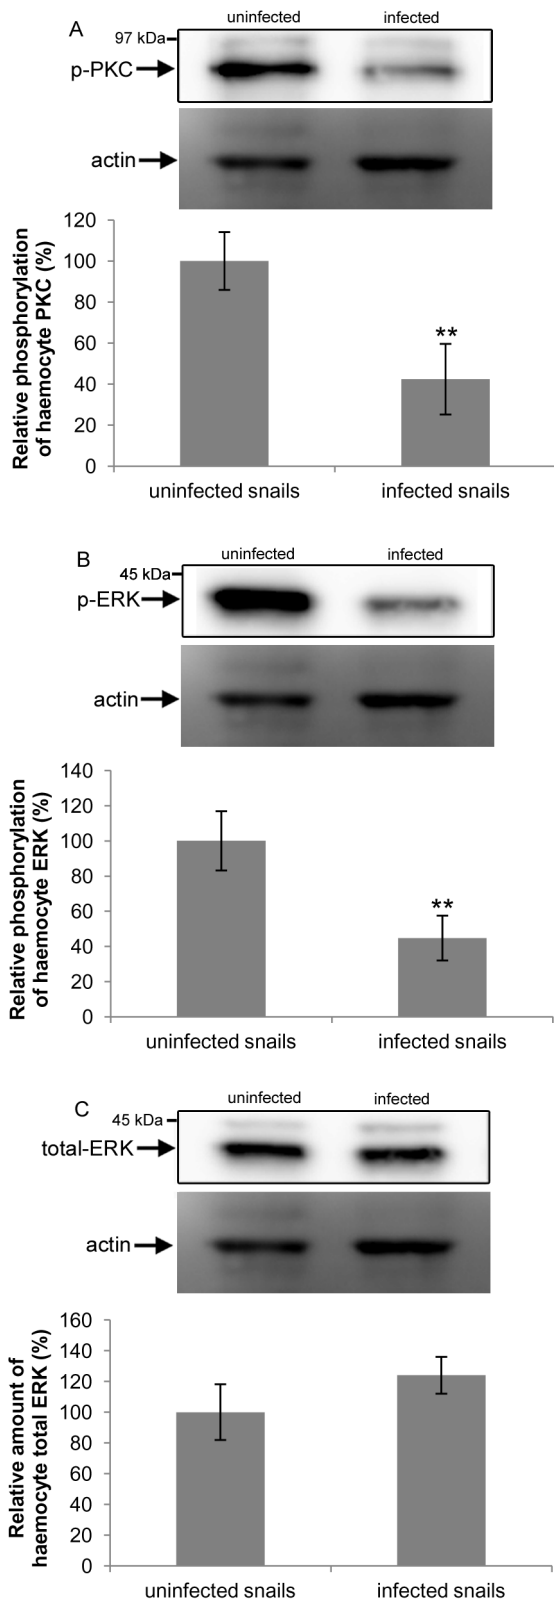 A
uninfected infected
97 kDa
p-PKC
actin
Relative phosphorylation
of haemocyte PKC (%)
120
100
80
60
40
20
0
**
uninfected snails infected snails
B
uninfected infected
45 kDa
p-ERK
actin
Relative phosphorylation
of haemocyte ERK (%)
140
120
100
80
60
40
20
0
**
uninfected snails infected snails
C
uninfected infected
45 kDa
total-ERK
actin
Relative amount of
haemocyte total ERK (%)
160
140
120
100
80
60
40
20
0
uninfected snails infected snails